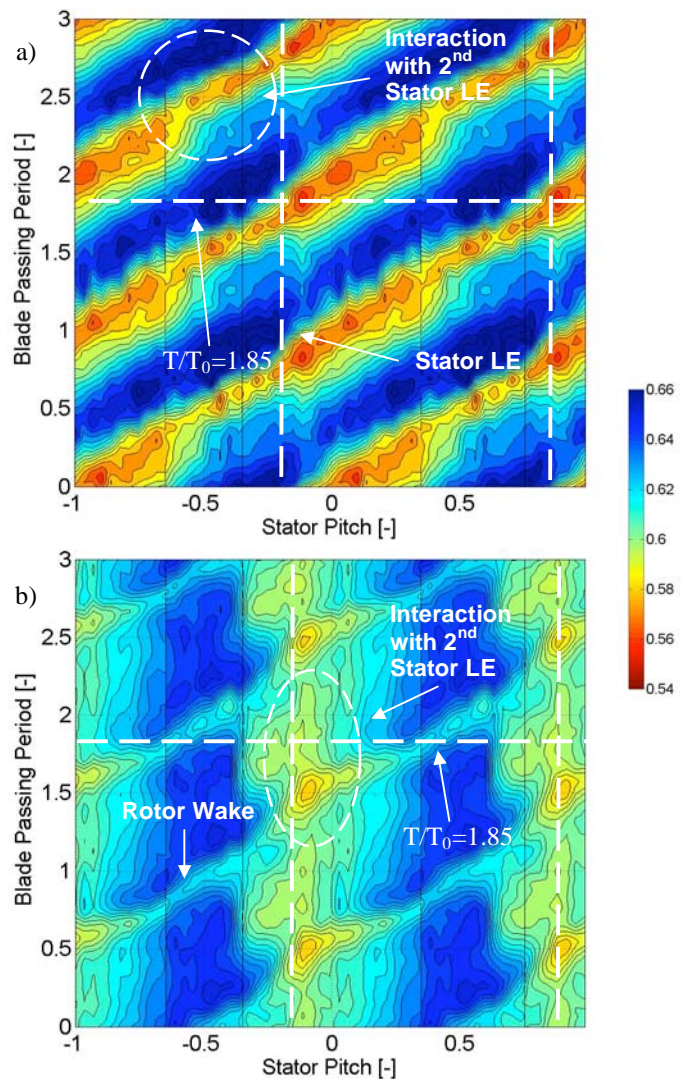 a)
3
2.5
2
1.5
1
0.5
0
Blade Passing Period [-]
Interaction
with 2nd
Stator LE
T/T0=1.85
Stator LE
-1
-0.5
0
0.5
Stator Pitch [-]
0.66
0.64
0.62
0.60
0.58
0.56
0.54
b)
3
2.5
2
1.5
1
0.5
0
Blade Passing Period [-]
Interaction
with 2nd
Stator LE
Rotor Wake
T/T0=1.85
-1
-0.5
0
0.5
Stator Pitch [-]